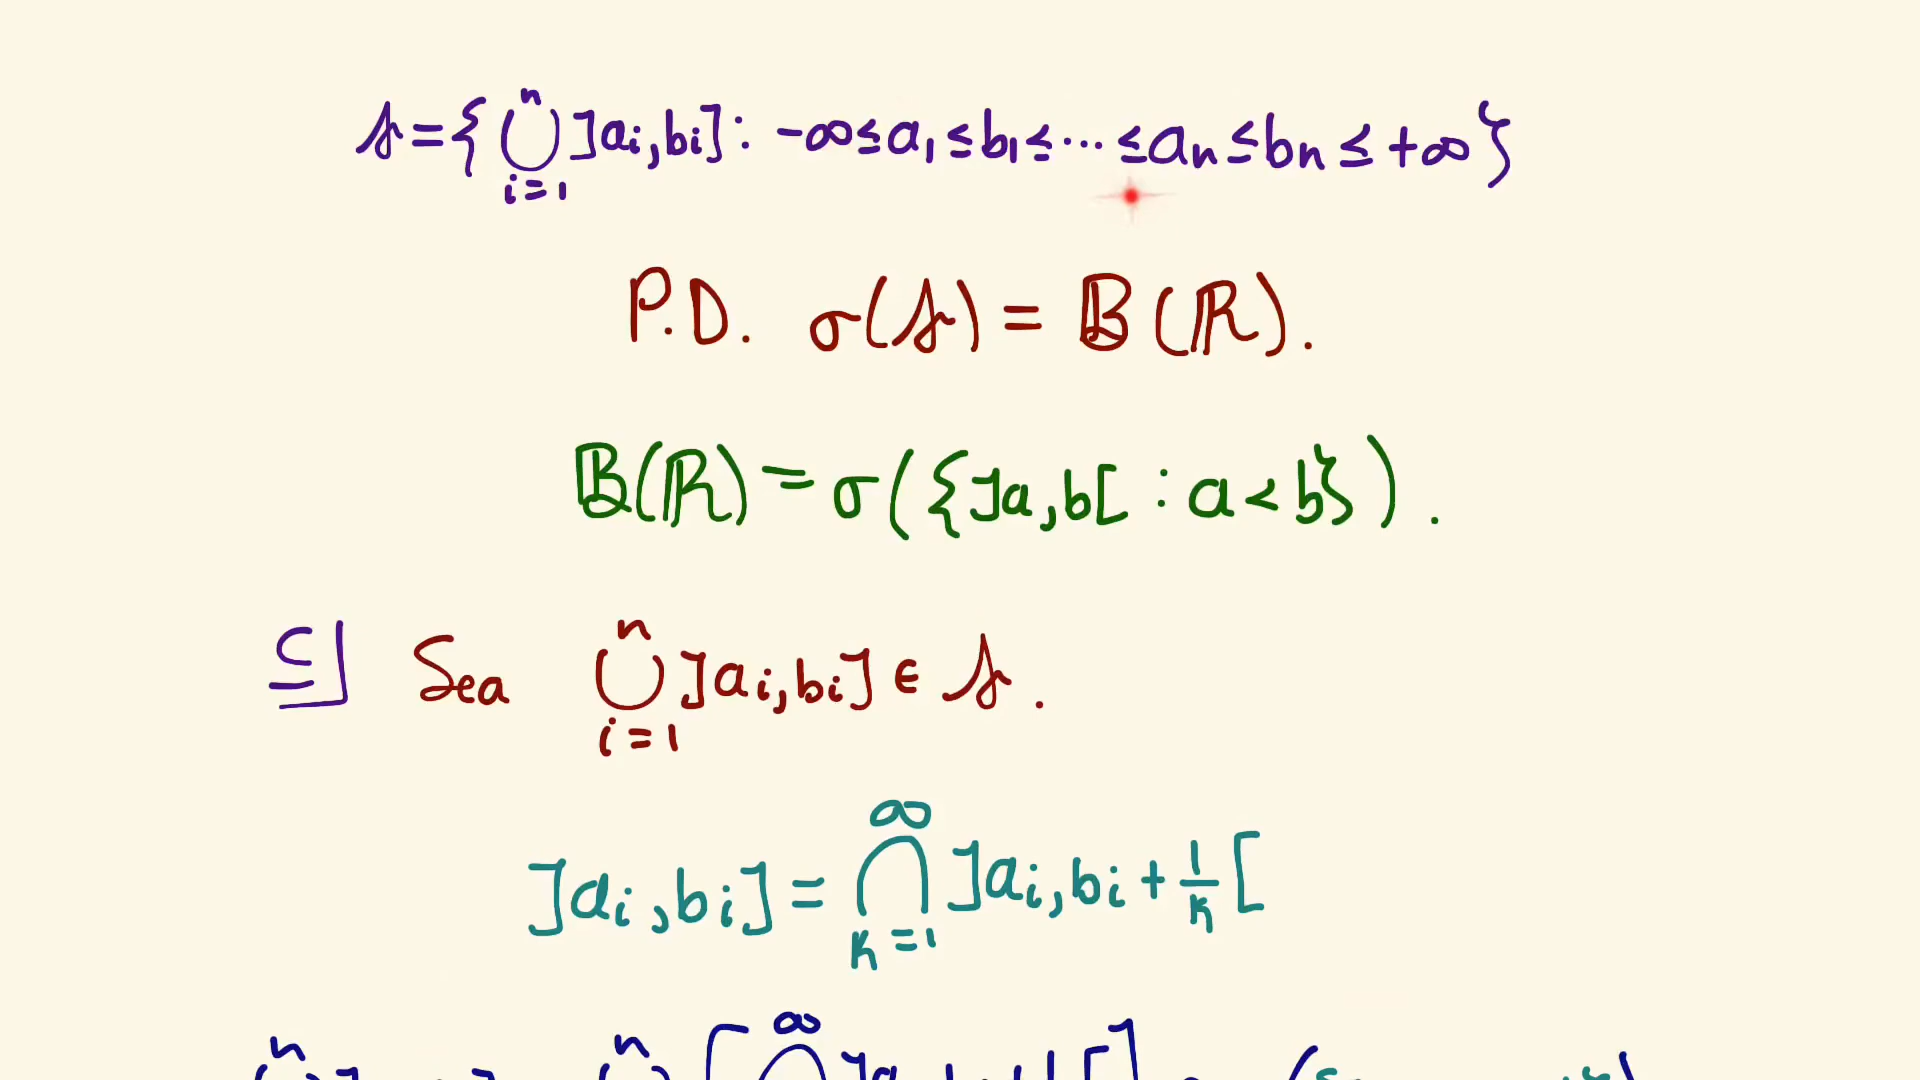 𝒜 = { ⋃_{i=1}^{n} ]a_i, b_i] : -∞ ≤ a_1 ≤ b_1 ≤ ⋯ ≤ a_n ≤ b_n ≤ +∞ }
P.D. σ(𝒜) = 𝔹(ℝ).
𝔹(ℝ) = σ({]a,b[ : a < b}).
⊆] Sea ⋃_{i=1}^{n} ]a_i, b_i] ∈ 𝒜.
]a_i, b_i] = ⋂_{k=1}^{∞} ]a_i, b_i + 1/k [